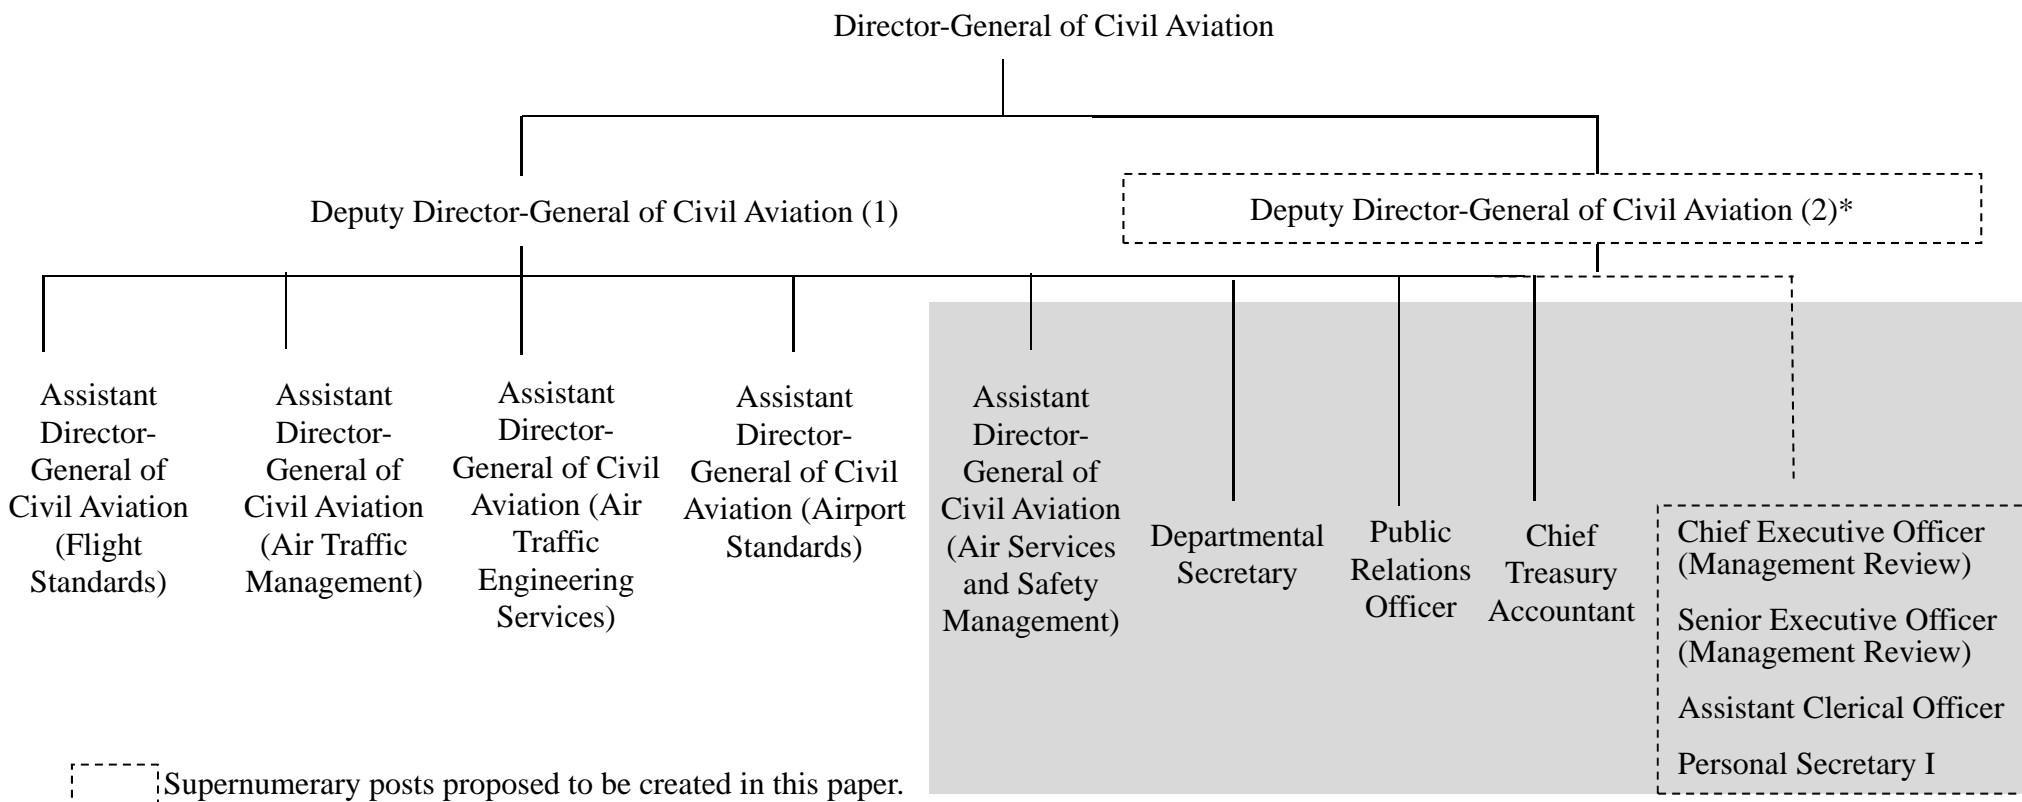 Director-General of Civil Aviation
Deputy Director-General of Civil Aviation (1)
Deputy Director-General of Civil Aviation (2)*
Assistant
Director-
General of
Civil Aviation
(Flight
Standards)
Assistant
Director-
General of
Civil Aviation
(Air Traffic
Management)
Assistant
Director-
General of Civil
Aviation (Air
Traffic
Engineering
Services)
Assistant
Director-
General of Civil
Aviation (Airport
Standards)
Assistant
Director-
General of
Civil Aviation
(Air Services
and Safety
Management)
Departmental
Secretary
Public
Relations
Officer
Chief
Treasury
Accountant
Chief Executive Officer
(Management Review)
Senior Executive Officer
(Management Review)
Assistant Clerical Officer
Personal Secretary I
Supernumerary posts proposed to be created in this paper.